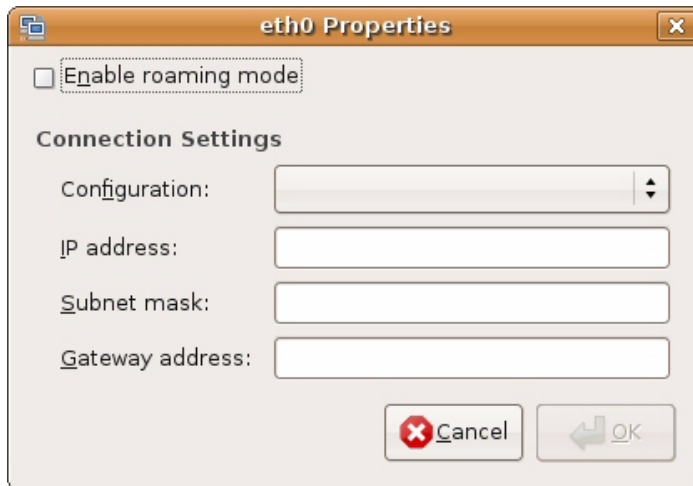 eth0 Properties
Enable roaming mode
Connection Settings
Configuration:
IP address:
Subnet mask:
Gateway address:
Cancel
OK